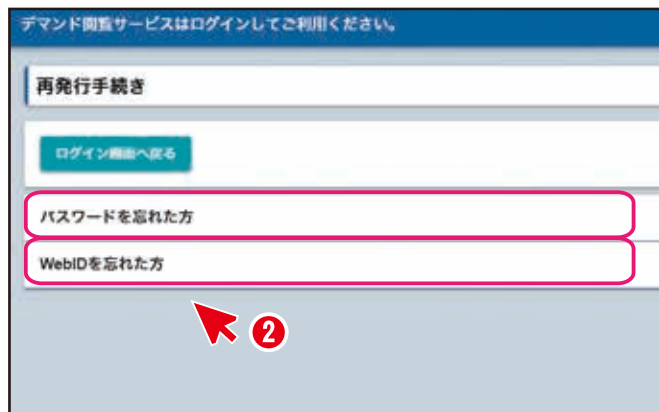 デマンド閲覧サービスはログインしてご利用ください。
再発行手続き
ログイン画面へ戻る
パスワードを忘れた方
WebIDを忘れた方
2